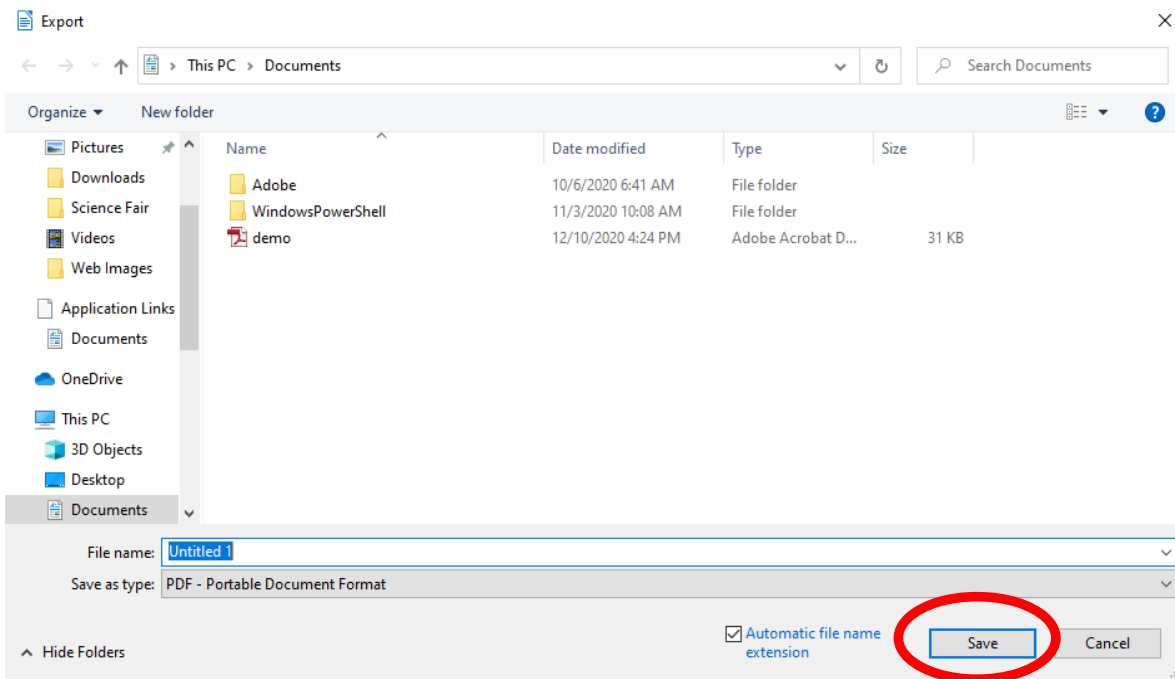 Export
This PC > Documents
Search Documents
Organize
New folder
Pictures
Downloads
Science Fair
Videos
Web Images
Application Links
Documents
OneDrive
This PC
3D Objects
Desktop
Documents
Name Date modified Type Size
Adobe 10/6/2020 6:41 AM File folder
WindowsPowerShell 11/3/2020 10:08 AM File folder
demo 12/10/2020 4:24 PM Adobe Acrobat D... 31 KB
File name: Untitled 1
Save as type: PDF - Portable Document Format
Automatic file name
extension
Save
Cancel
Hide Folders